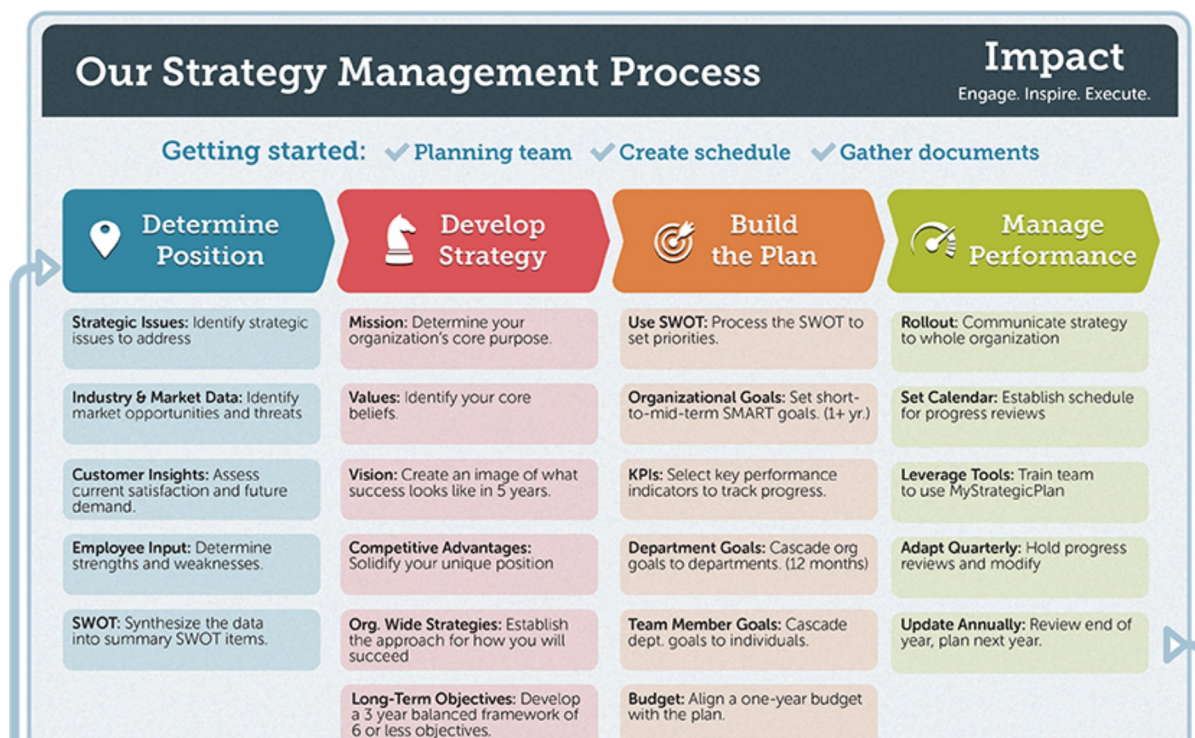 Our Strategy Management Process
Impact
Engage. Inspire. Execute.
Getting started: Planning team Create schedule Gather documents
Determine
Position
Strategic Issues: Identify strategic
issues to address
Industry & Market Data: Identify
market opportunities and threats
Customer Insights: Assess
current satisfaction and future
demand.
Employee Input: Determine
strengths and weaknesses.
SWOT: Synthesize the data
into summary SWOT items.
Develop
Strategy
Mission: Determine your
organization's core purpose.
Values: Identify your core
beliefs.
Vision: Create an image of what
success looks like in 5 years.
Competitive Advantages:
Solidify your unique position
Org. Wide Strategies: Establish
the approach for how you will
succeed
Long-Term Objectives: Develop
a 3 year balanced framework of
6 or less objectives.
Build
the Plan
Use SWOT: Process the SWOT to
set priorities.
Organizational Goals: Set short-
to-mid-term SMART goals. (1+ yr.)
KPIs: Select key performance
indicators to track progress.
Department Goals: Cascade org
goals to departments. (12 months)
Team Member Goals: Cascade
dept. goals to individuals.
Budget: Align a one-year budget
with the plan.
Manage
Performance
Rollout: Communicate strategy
to whole organization
Set Calendar: Establish schedule
for progress reviews
Leverage Tools: Train team
to use MyStrategicPlan
Adapt Quarterly: Hold progress
reviews and modify
Update Annually: Review end of
year, plan next year.